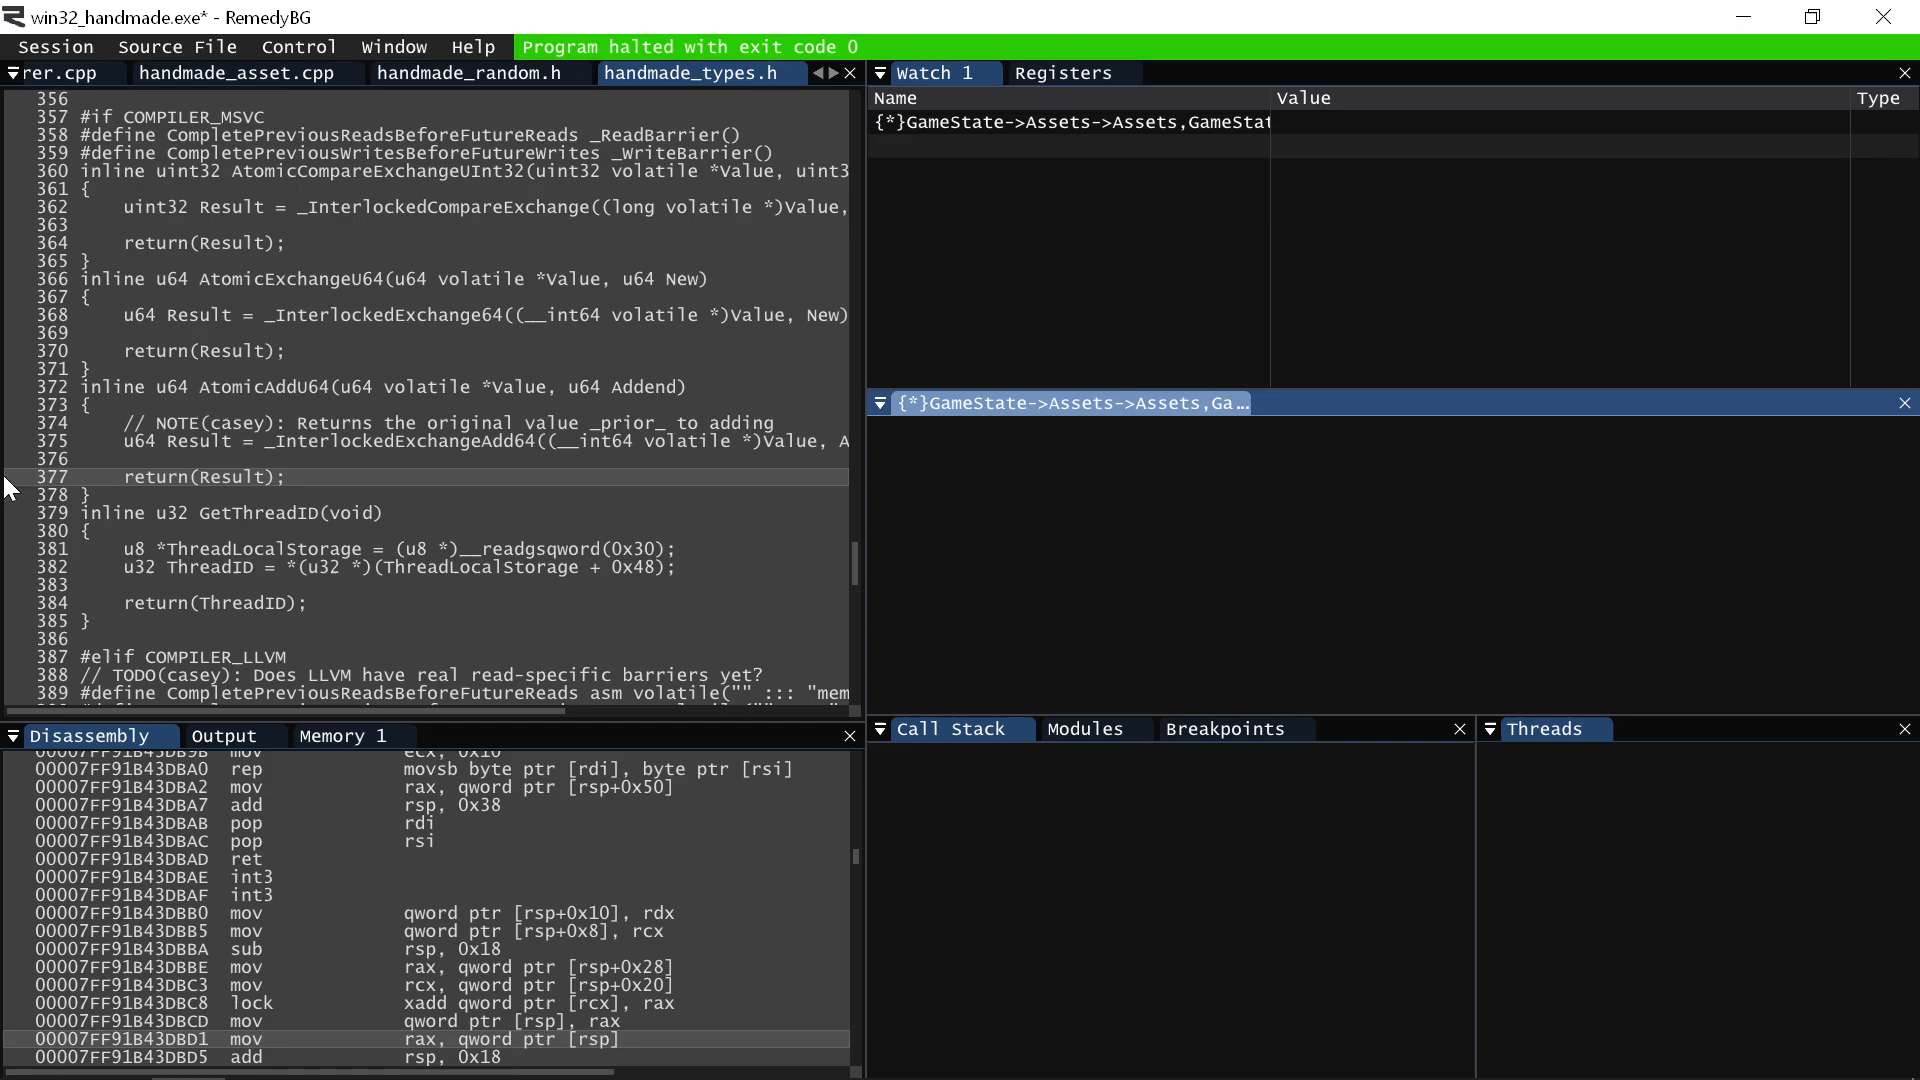 win32_handmade.exe* - RemedyBG
Session Source File Control Window Help Program halted with exit code 0
rer.cpp handmade_asset.cpp handmade_random.h handmade_types.h
356
357 #if COMPILER_MSVC
358 #define CompletePreviousReadsBeforeFutureReads _ReadBarrier()
359 #define CompletePreviousWritesBeforeFutureWrites _WriteBarrier()
360 inline uint32 AtomicCompareExchangeUInt32(uint32 volatile *Value, uint3
361 {
362 uint32 Result = _InterlockedCompareExchange((long volatile *)Value,
363
364 return(Result);
365 }
366 inline u64 AtomicExchangeU64(u64 volatile *Value, u64 New)
367 {
368 u64 Result = _InterlockedExchange64((__int64 volatile *)Value, New)
369
370 return(Result);
371 }
372 inline u64 AtomicAddU64(u64 volatile *Value, u64 Addend)
373 {
374 // NOTE(casey): Returns the original value _prior_ to adding
375 u64 Result = _InterlockedExchangeAdd64((__int64 volatile *)Value, A
376
377 return(Result);
378 }
379 inline u32 GetThreadID(void)
380 {
381 u8 *ThreadLocalStorage = (u8 *)__readgsqword(0x30);
382 u32 ThreadID = *(u32 *)(ThreadLocalStorage + 0x48);
383
384 return(ThreadID);
385 }
386
387 #elif COMPILER_LLVM
388 // TODO(casey): Does LLVM have real read-specific barriers yet?
389 #define CompletePreviousReadsBeforeFutureReads asm volatile("" ::: "mem
Watch 1 Registers
Name Value Type
{*}GameState->Assets->Assets,GameStat
{*}GameState->Assets->Assets,Ga...
Disassembly Output Memory 1
00007FF91B43DB9B mov ecx, 0x10
00007FF91B43DBA0 rep movsb byte ptr [rdi], byte ptr [rsi]
00007FF91B43DBA2 mov rax, qword ptr [rsp+0x50]
00007FF91B43DBA7 add rsp, 0x38
00007FF91B43DBAB pop rdi
00007FF91B43DBAC pop rsi
00007FF91B43DBAD ret
00007FF91B43DBAE int3
00007FF91B43DBAF int3
00007FF91B43DBB0 mov qword ptr [rsp+0x10], rdx
00007FF91B43DBB5 mov qword ptr [rsp+0x8], rcx
00007FF91B43DBBA sub rsp, 0x18
00007FF91B43DBBE mov rax, qword ptr [rsp+0x28]
00007FF91B43DBC3 mov rcx, qword ptr [rsp+0x20]
00007FF91B43DBC8 lock xadd qword ptr [rcx], rax
00007FF91B43DBCD mov qword ptr [rsp], rax
00007FF91B43DBD1 mov rax, qword ptr [rsp]
00007FF91B43DBD5 add rsp, 0x18
Call Stack Modules Breakpoints
Threads